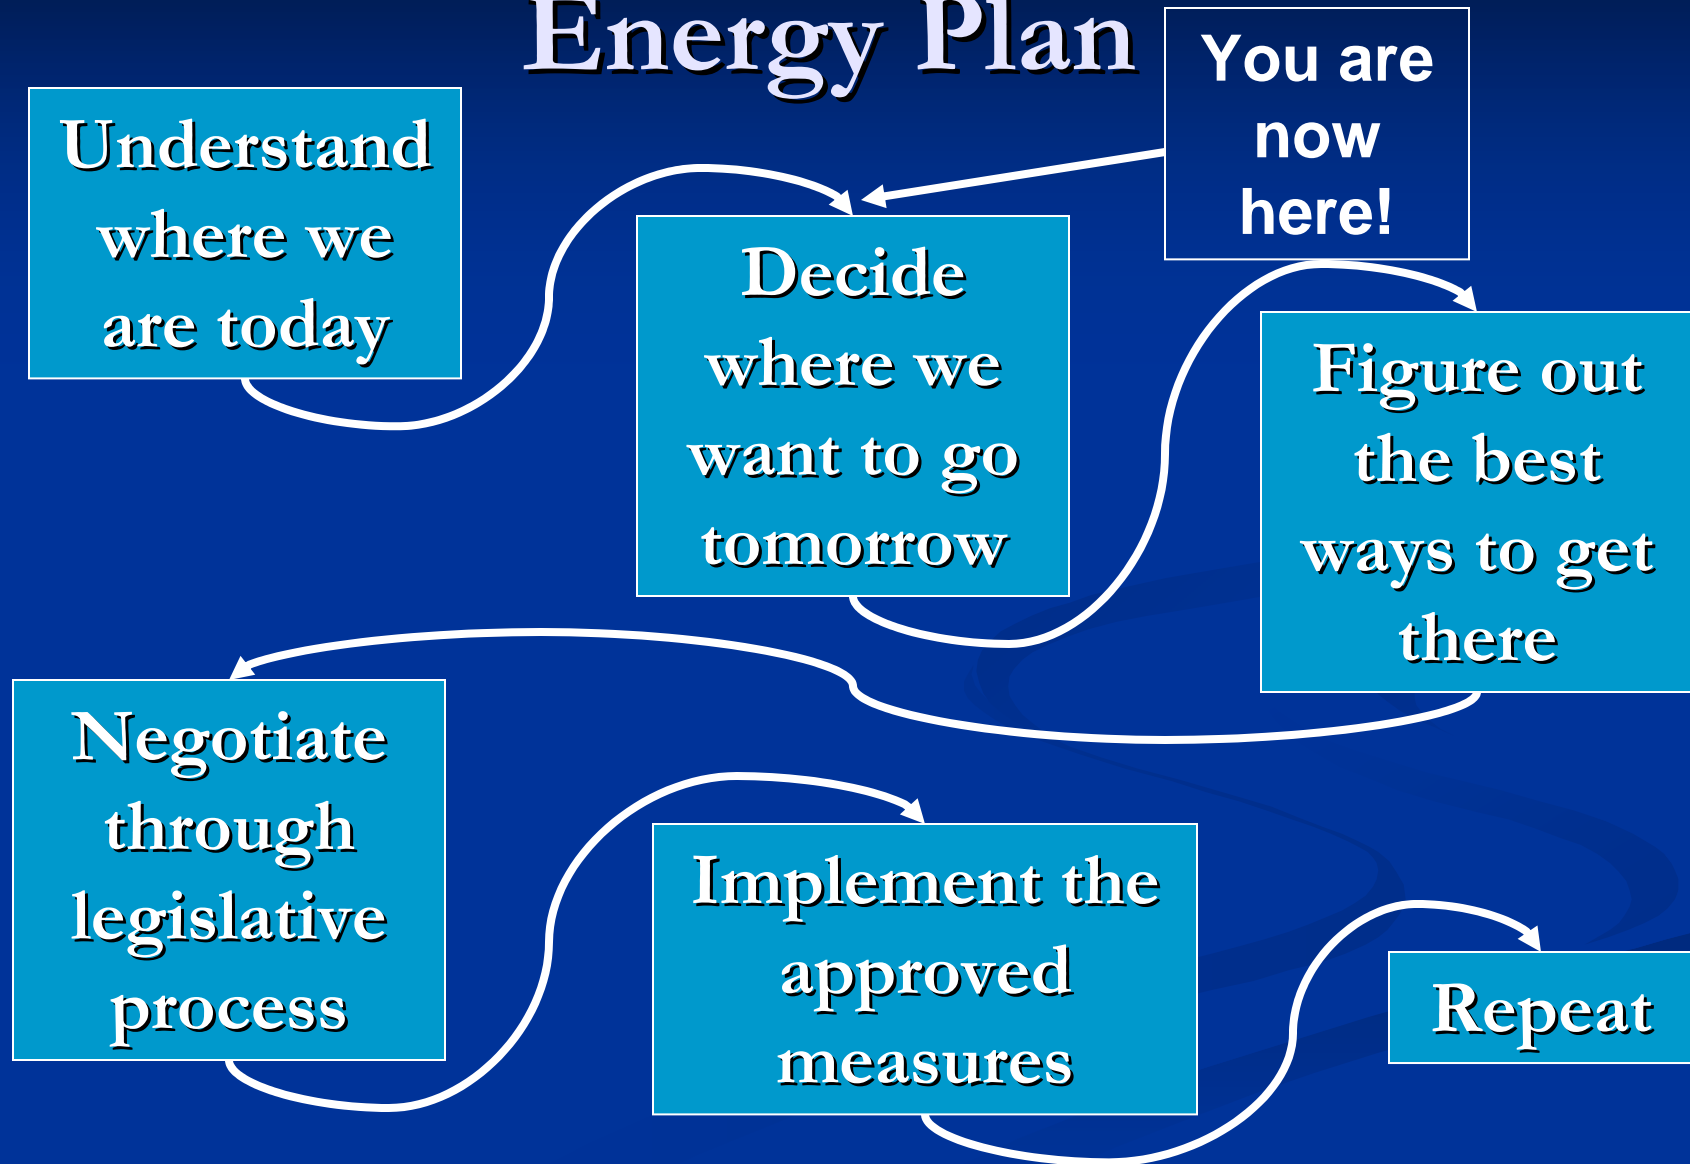 Energy Plan
You are
now
here!
Understand
where we
are today
Decide
where we
want to go
tomorrow
Figure out
the best
ways to get
there
Negotiate
through
legislative
process
Implement the
approved
measures
Repeat